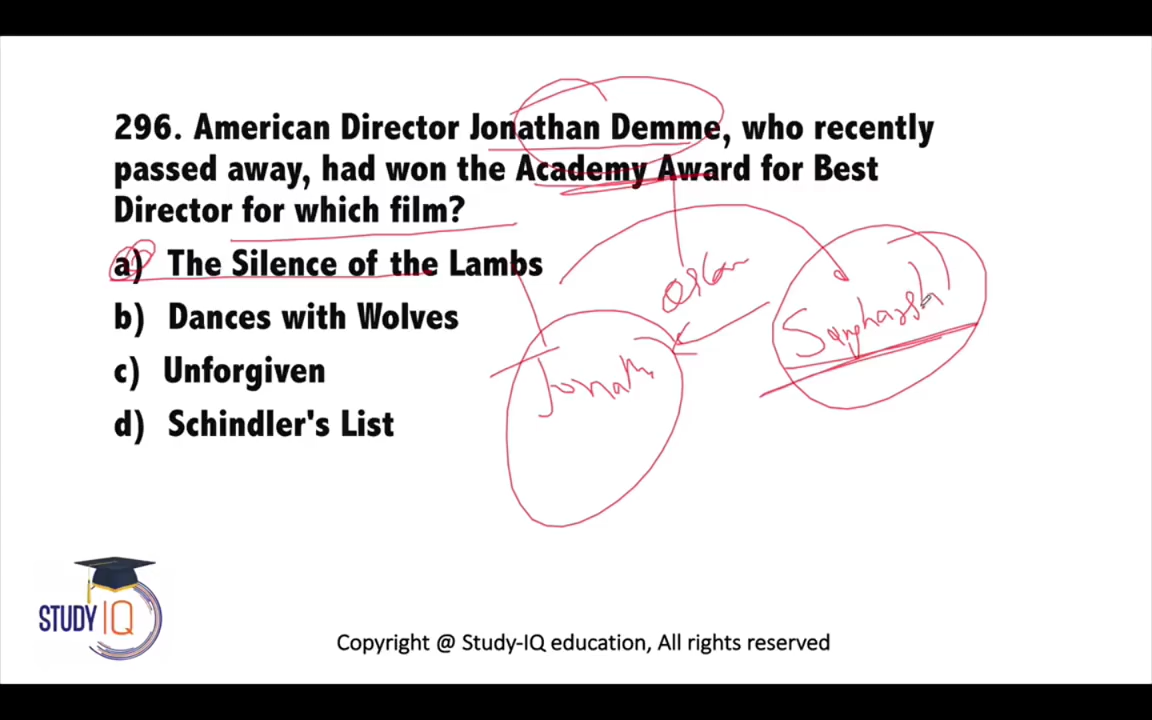 296. American Director Jonathan Demme, who recently
passed away, had won the Academy Award for Best
Director for which film?
a) The Silence of the Lambs
b) Dances with Wolves
c) Unforgiven
d) Schindler's List
Sangharsh
Jonath
STUDY IQ
Copyright @ Study-IQ education, All rights reserved